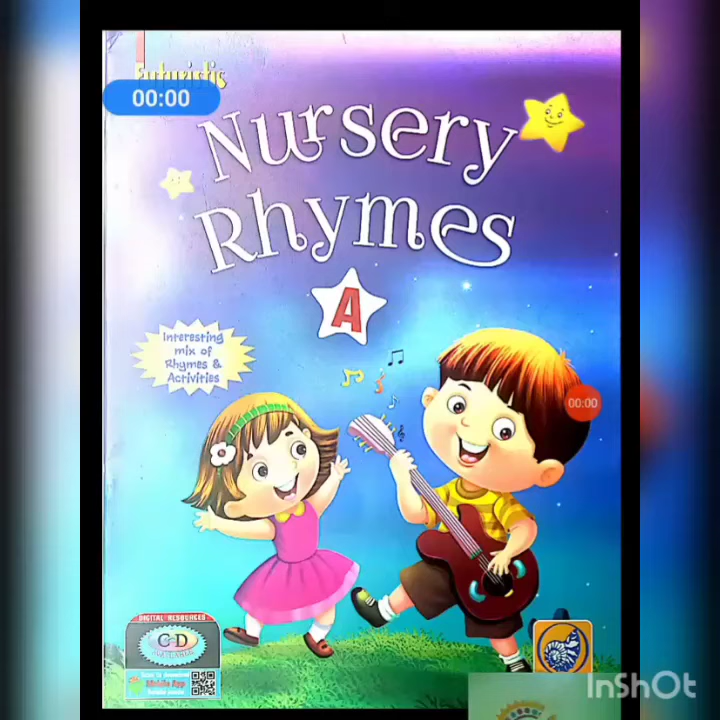 Futuristic
00:00
Nursery
Rhymes
A
Interesting
mix of
Rhymes &
Activities
00:00
DIGITAL RESOURCES
CD
Mobile App
InShOt